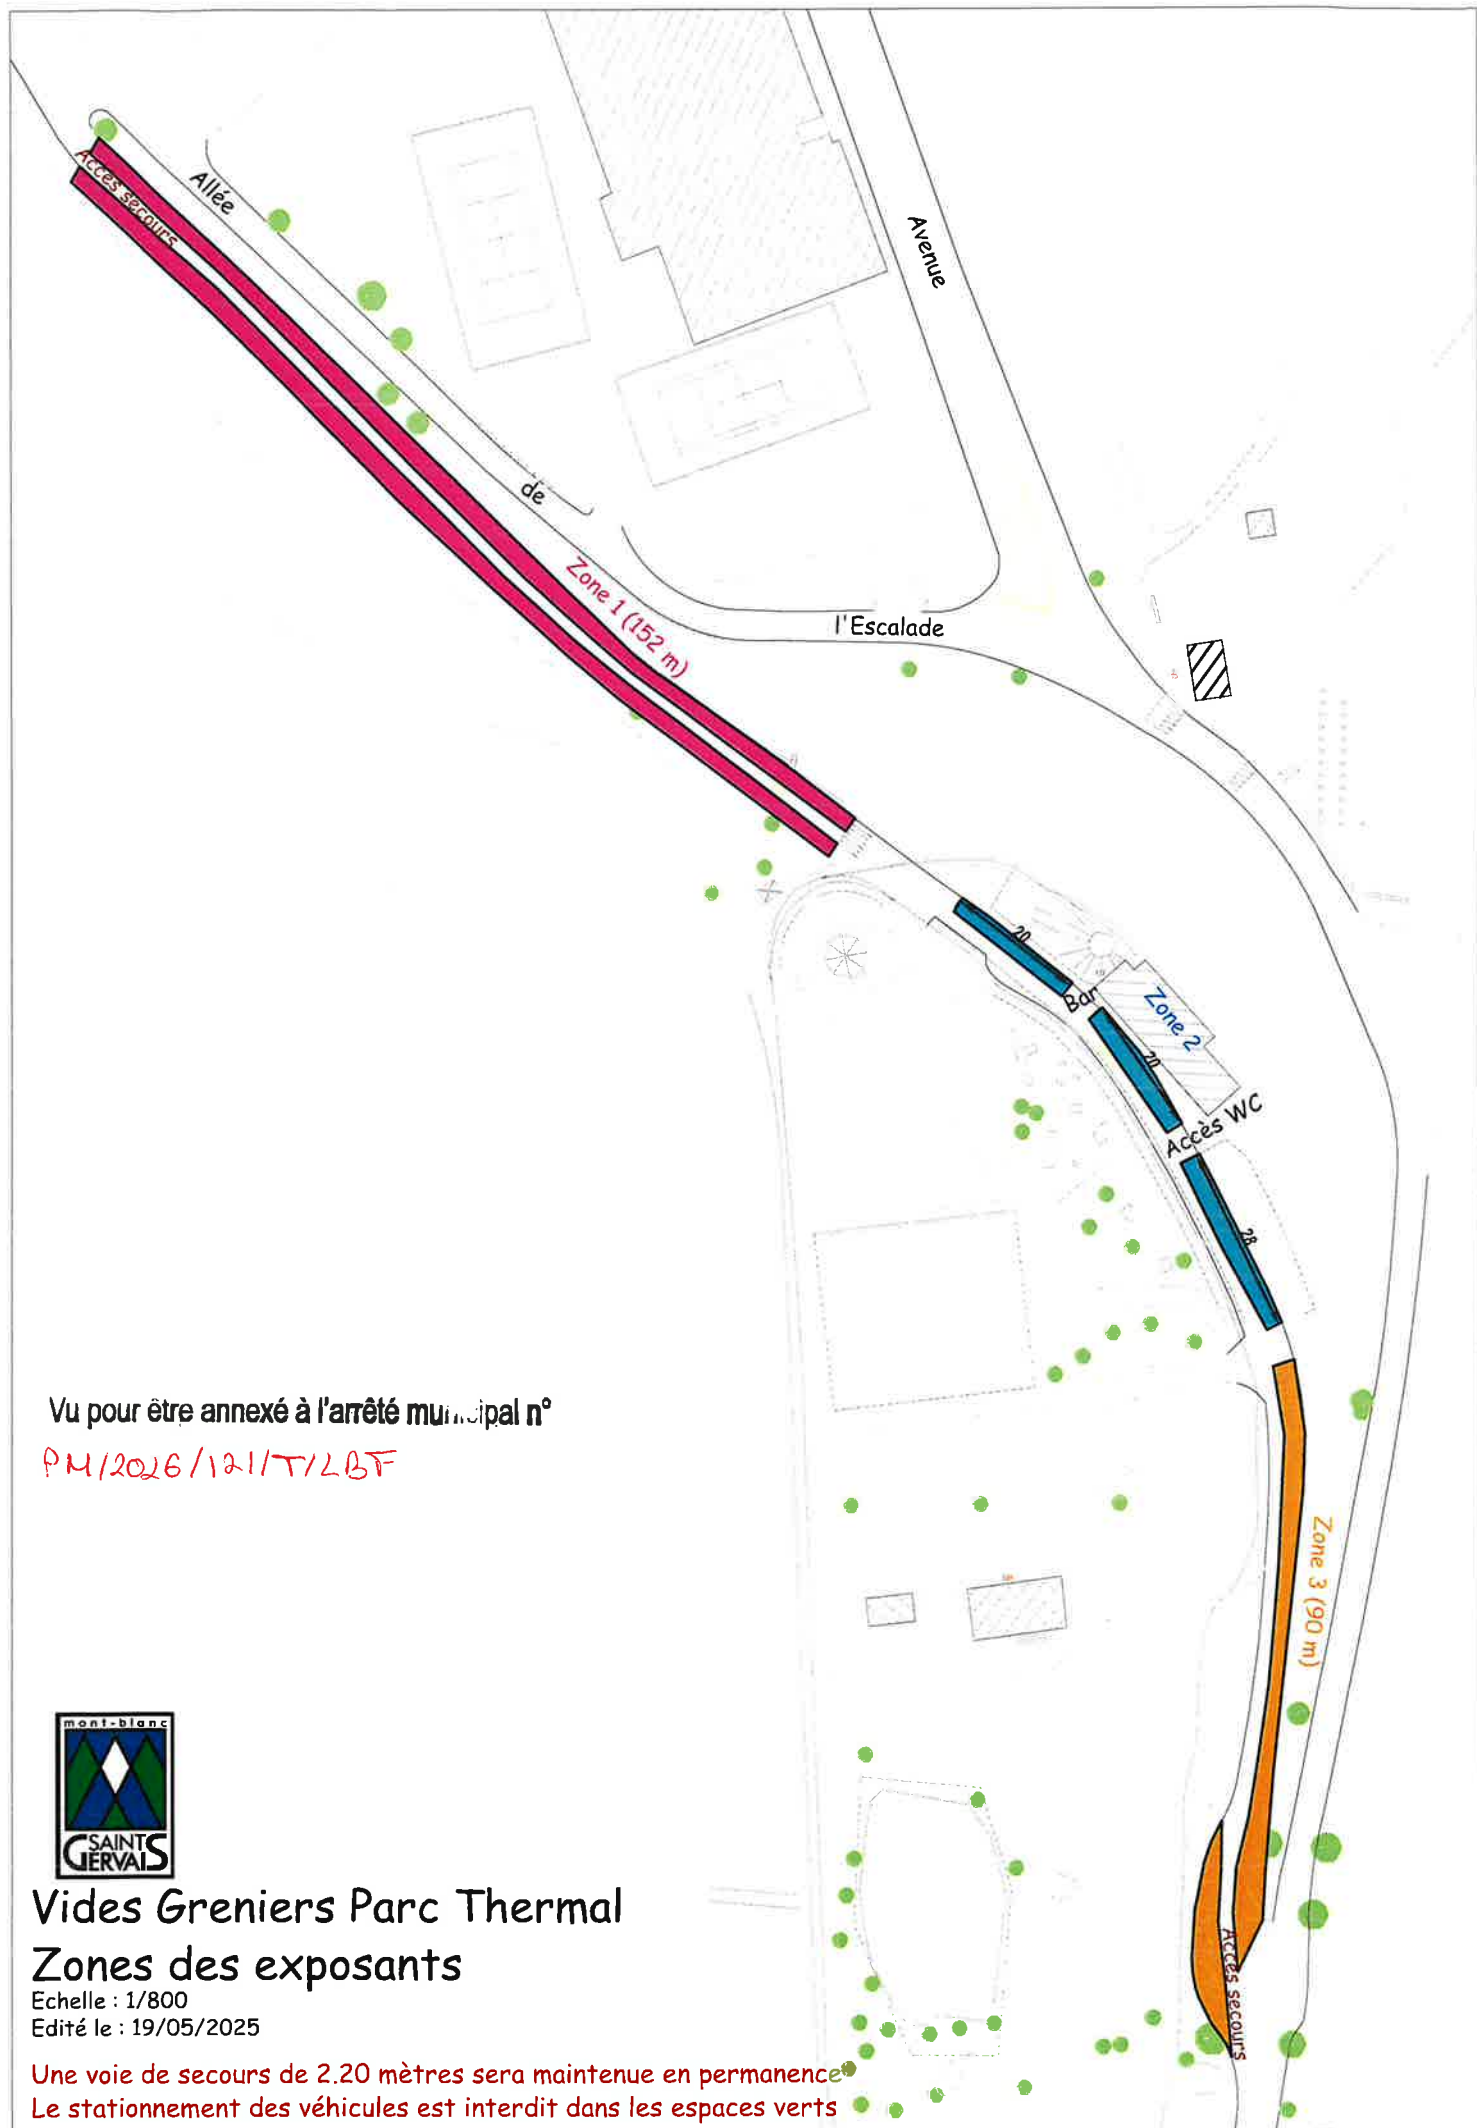 Accès secours
Allée
de
l'Escalade
Avenue
Zone 1 (152 m)
20
Bar
Zone 2
20
Accès WC
28
Zone 3 (90 m)
Accès secours
Vu pour être annexé à l'arrêté municipal n°
PM/2026/121/T/LBF
mont-blanc
SAINT
GERVAIS
Vides Greniers Parc Thermal
Zones des exposants
Echelle : 1/800
Edité le : 19/05/2025
Une voie de secours de 2.20 mètres sera maintenue en permanence
Le stationnement des véhicules est interdit dans les espaces verts